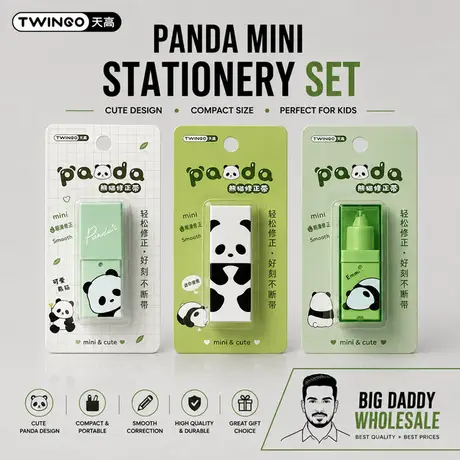 TWINGO 天高
PANDA MINI
STATIONERY SET
CUTE DESIGN • COMPACT SIZE • PERFECT FOR KIDS
TWINGO 天高
panda
熊猫修正带
mini
Smooth
Panda's
可爱
轻松修正·好刻不断带
mini & cute
TWINGO 天高
panda
熊猫修正带
mini
Smooth
轻松修正·好刻不断带
mini & cute
TWINGO 天高
panda
熊猫修正带
mini
Smooth
Emm..
轻松修正·好刻不断带
mini & cute
CUTE
PANDA DESIGN
COMPACT &
PORTABLE
SMOOTH
CORRECTION
HIGH QUALITY
& DURABLE
GREAT GIFT
CHOICE
BIG DADDY
WHOLESALE
BEST QUALITY • BEST PRICES